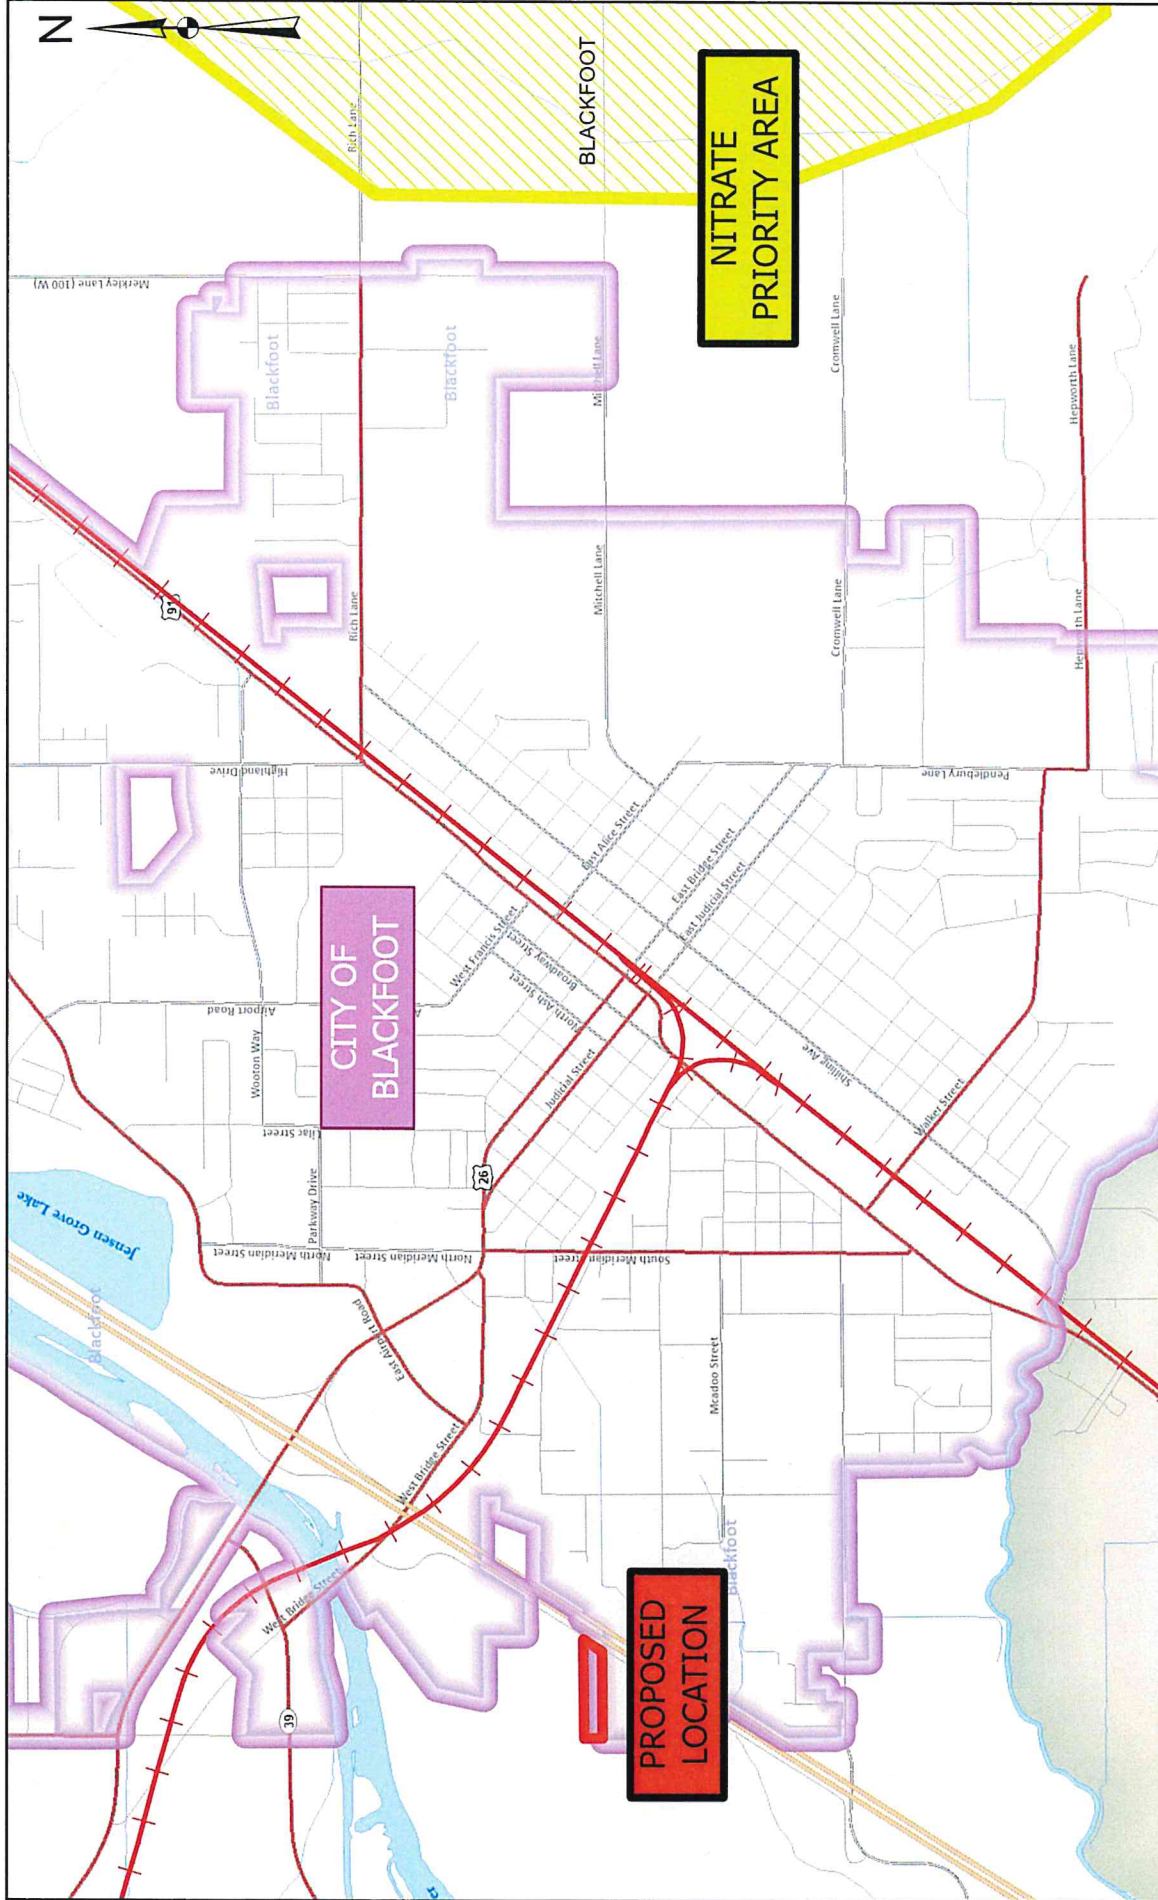 N
Rich Lane
BLACKFOOT
NITRATE
PRIORITY AREA
Merkley Lane (100 W)
Blackfoot
Blackfoot
Mitchell Lane
Cromwell Lane
Hepworth Lane
91
Rich Lane
Mitchell Lane
Cromwell Lane
Hepworth Lane
Highland Drive
Pendlebury Lane
East Alice Street
East Bridge Street
East Judicial Street
West Francis Street
Broadway Street
North Ash Street
Judicial Street
CITY OF
BLACKFOOT
Airport Road
Wooton Way
Lilac Street
Parkway Drive
Shilling Ave
Walker Street
26
Jensen Grove Lake
North Meridian Street
North Meridian Street
North Meridian Street
South Meridian Street
Blackfoot
East Airport Road
Mcadoo Street
West Bridge Street
West Bridge Street
Blackfoot
39
PROPOSED
LOCATION